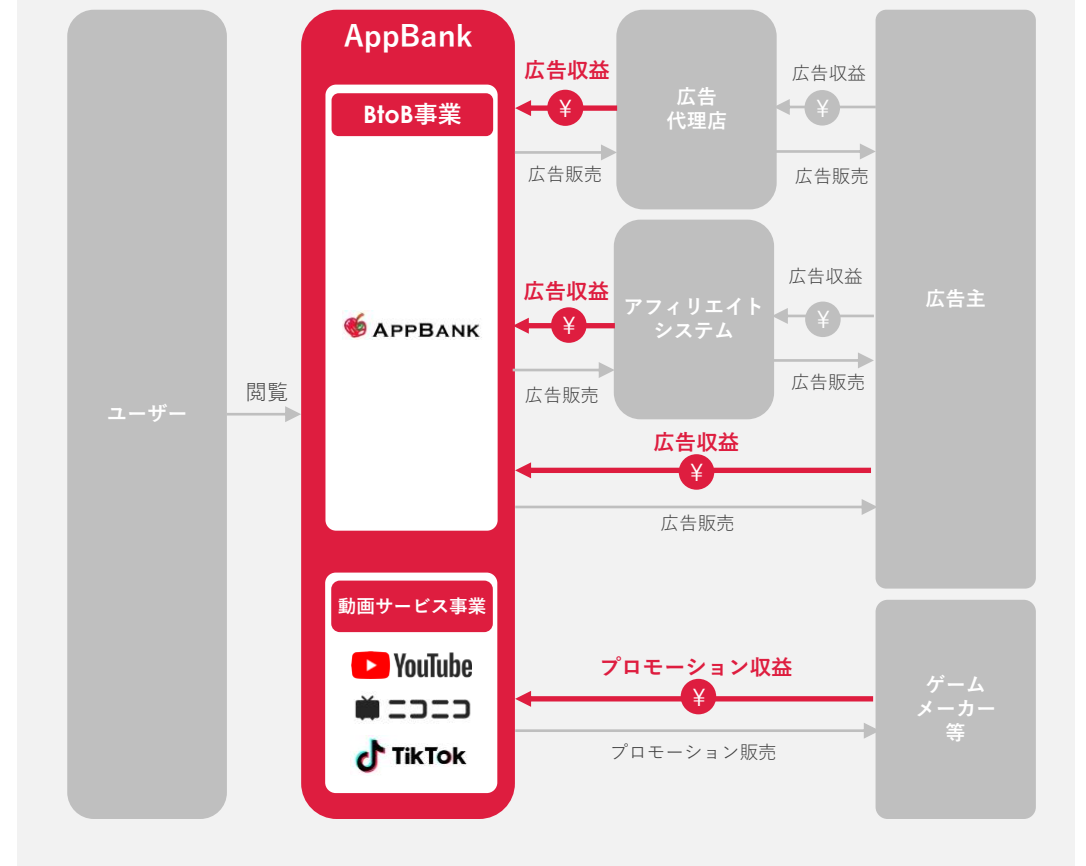 AppBank
BtoB事業
APPBANK
動画サービス事業
YouTube
ニコニコ
TikTok
ユーザー
閲覧
広告収益
¥
広告販売
広告
代理店
広告収益
¥
広告販売
広告収益
¥
広告販売
アフィリエイト
システム
広告収益
¥
広告販売
広告主
広告収益
¥
広告販売
プロモーション収益
¥
プロモーション販売
ゲーム
メーカー
等